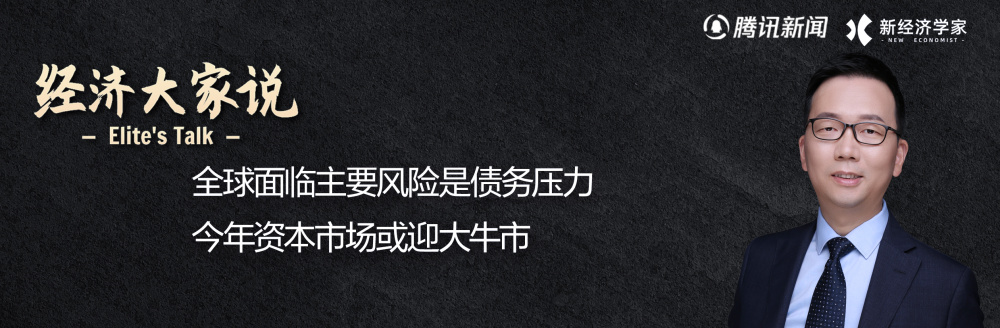 腾讯新闻
新经济学家
- NEW ECONOMIST -
经济大家说
- Elite's Talk -
全球面临主要风险是债务压力
今年资本市场或迎大牛市